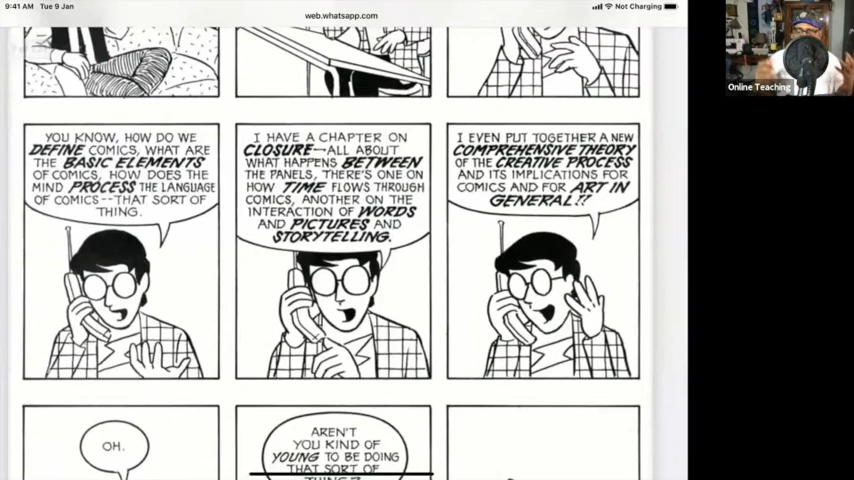 9:41 AM Tue 9 Jan
web.whatsapp.com
Not Charging
Online Teaching
YOU KNOW, HOW DO WE
DEFINE COMICS, WHAT ARE
THE BASIC ELEMENTS
OF COMICS, HOW DOES THE
MIND PROCESS THE LANGUAGE
OF COMICS--THAT SORT OF
THING.
I HAVE A CHAPTER ON
CLOSURE--ALL ABOUT
WHAT HAPPENS BETWEEN
THE PANELS, THERE'S ONE ON
HOW TIME FLOWS THROUGH
COMICS, ANOTHER ON THE
INTERACTION OF WORDS
AND PICTURES AND
STORYTELLING.
I EVEN PUT TOGETHER A NEW
COMPREHENSIVE THEORY
OF THE CREATIVE PROCESS
AND ITS IMPLICATIONS FOR
COMICS AND FOR ART IN
GENERAL!!
OH.
AREN'T
YOU KIND OF
YOUNG TO BE DOING
THAT SORT OF
THING?